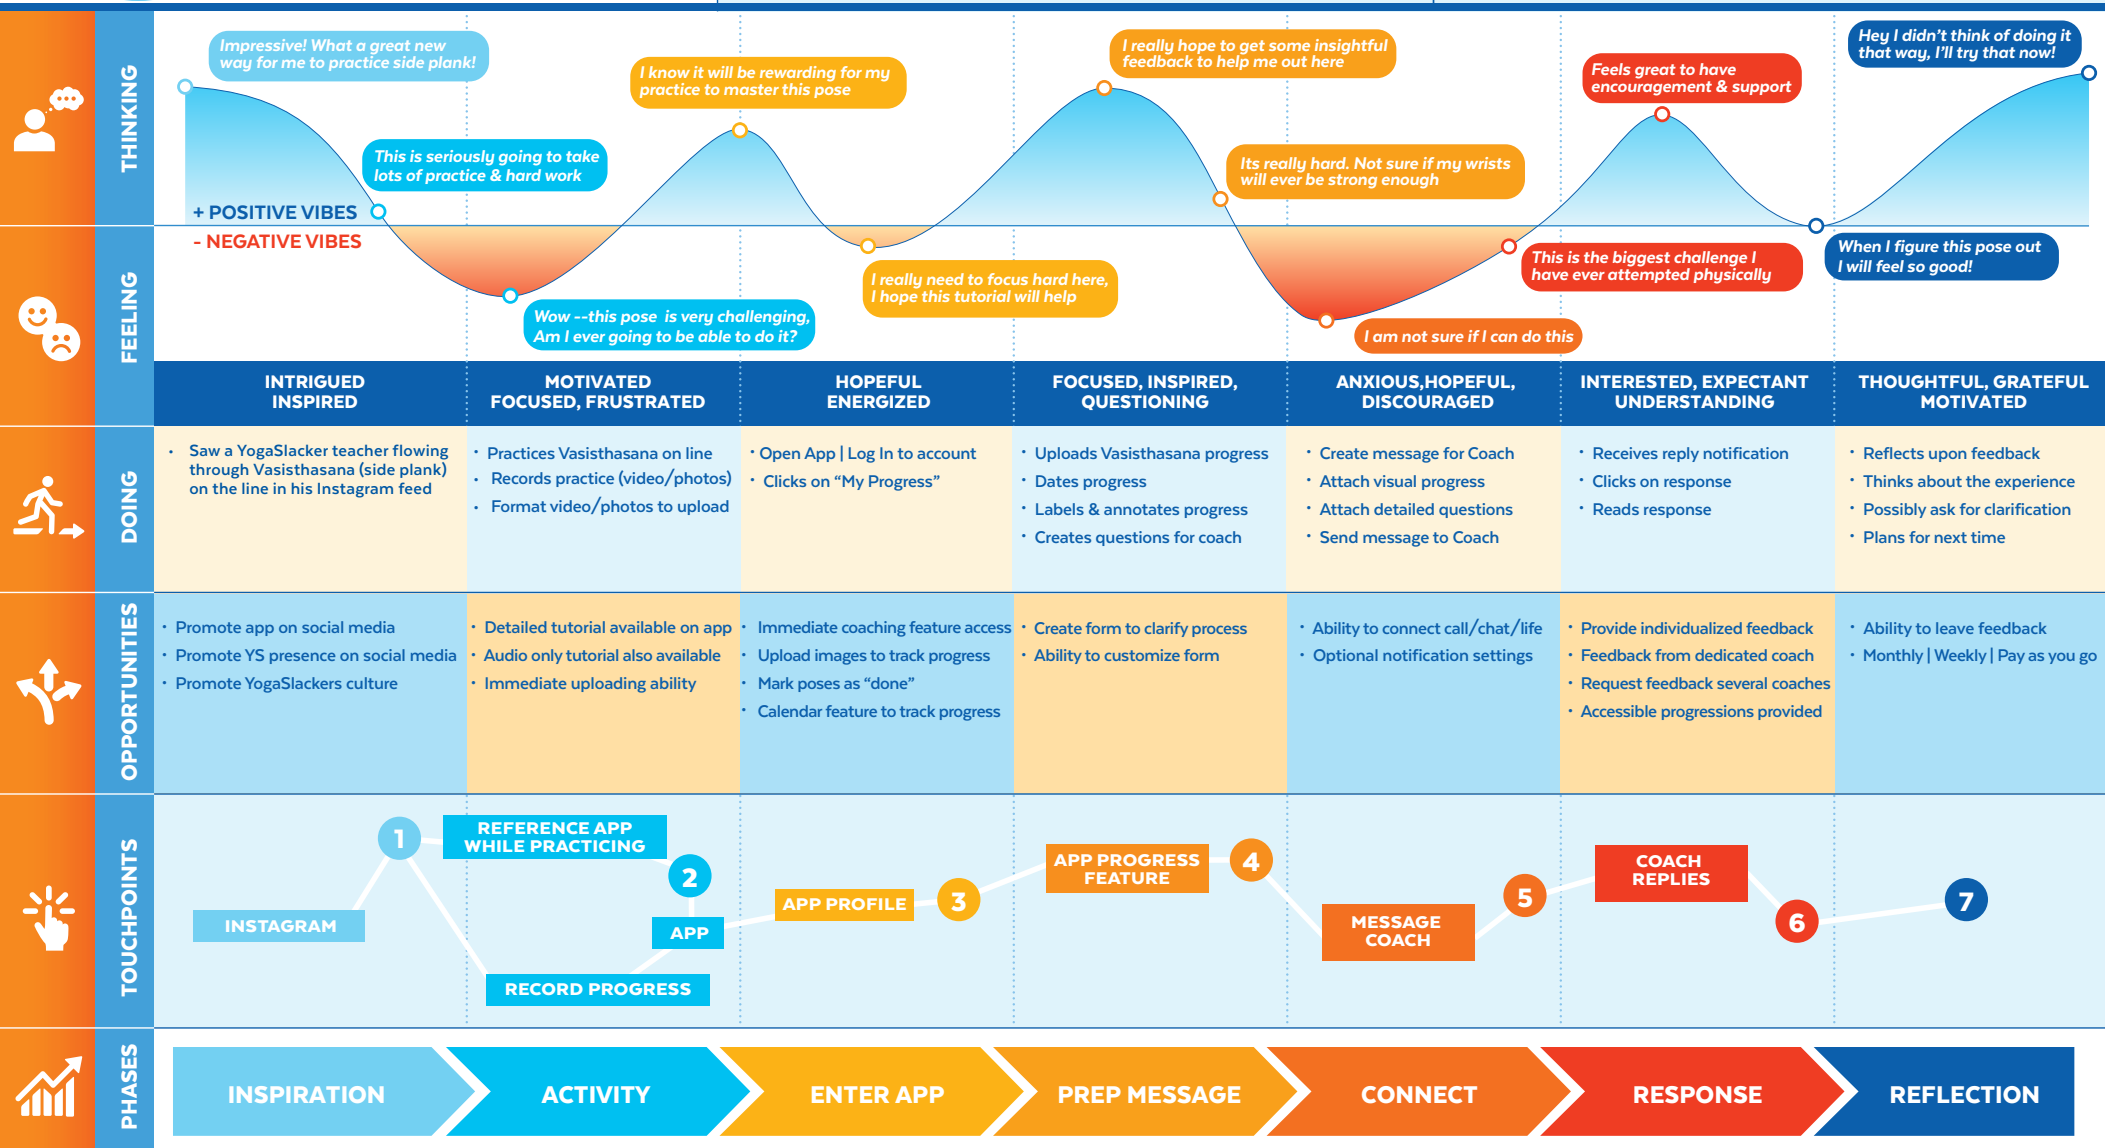 THINKING
Impressive! What a great new
way for me to practice side plank!
This is seriously going to take
lots of practice & hard work
I know it will be rewarding for my
practice to master this pose
I really hope to get some insightful
feedback to help me out here
Its really hard. Not sure if my wrists
will ever be strong enough
Feels great to have
encouragement & support
Hey I didn't think of doing it
that way, I'll try that now!
+ POSITIVE VIBES
- NEGATIVE VIBES
FEELING
Wow --this pose is very challenging,
Am I ever going to be able to do it?
I really need to focus hard here,
I hope this tutorial will help
I am not sure if I can do this
This is the biggest challenge I
have ever attempted physically
When I figure this pose out
I will feel so good!
INTRIGUED
INSPIRED
MOTIVATED
FOCUSED, FRUSTRATED
HOPEFUL
ENERGIZED
FOCUSED, INSPIRED,
QUESTIONING
ANXIOUS,HOPEFUL,
DISCOURAGED
INTERESTED, EXPECTANT
UNDERSTANDING
THOUGHTFUL, GRATEFUL
MOTIVATED
DOING
• Saw a YogaSlacker teacher flowing
through Vasisthasana (side plank)
on the line in his Instagram feed
• Practices Vasisthasana on line
• Records practice (video/photos)
• Format video/photos to upload
• Open App | Log In to account
• Clicks on “My Progress”
• Uploads Vasisthasana progress
• Dates progress
• Labels & annotates progress
• Creates questions for coach
• Create message for Coach
• Attach visual progress
• Attach detailed questions
• Send message to Coach
• Receives reply notification
• Clicks on response
• Reads response
• Reflects upon feedback
• Thinks about the experience
• Possibly ask for clarification
• Plans for next time
OPPORTUNITIES
• Promote app on social media
• Promote YS presence on social media
• Promote YogaSlackers culture
• Detailed tutorial available on app
• Audio only tutorial also available
• Immediate uploading ability
• Immediate coaching feature access
• Upload images to track progress
• Mark poses as “done”
• Calendar feature to track progress
• Create form to clarify process
• Ability to customize form
• Ability to connect call/chat/life
• Optional notification settings
• Provide individualized feedback
• Feedback from dedicated coach
• Request feedback several coaches
• Accessible progressions provided
• Ability to leave feedback
• Monthly | Weekly | Pay as you go
TOUCHPOINTS
INSTAGRAM
1
REFERENCE APP
WHILE PRACTICING
2
APP
RECORD PROGRESS
APP PROFILE
3
APP PROGRESS
FEATURE
4
MESSAGE
COACH
5
COACH
REPLIES
6
7
PHASES
INSPIRATION
ACTIVITY
ENTER APP
PREP MESSAGE
CONNECT
RESPONSE
REFLECTION